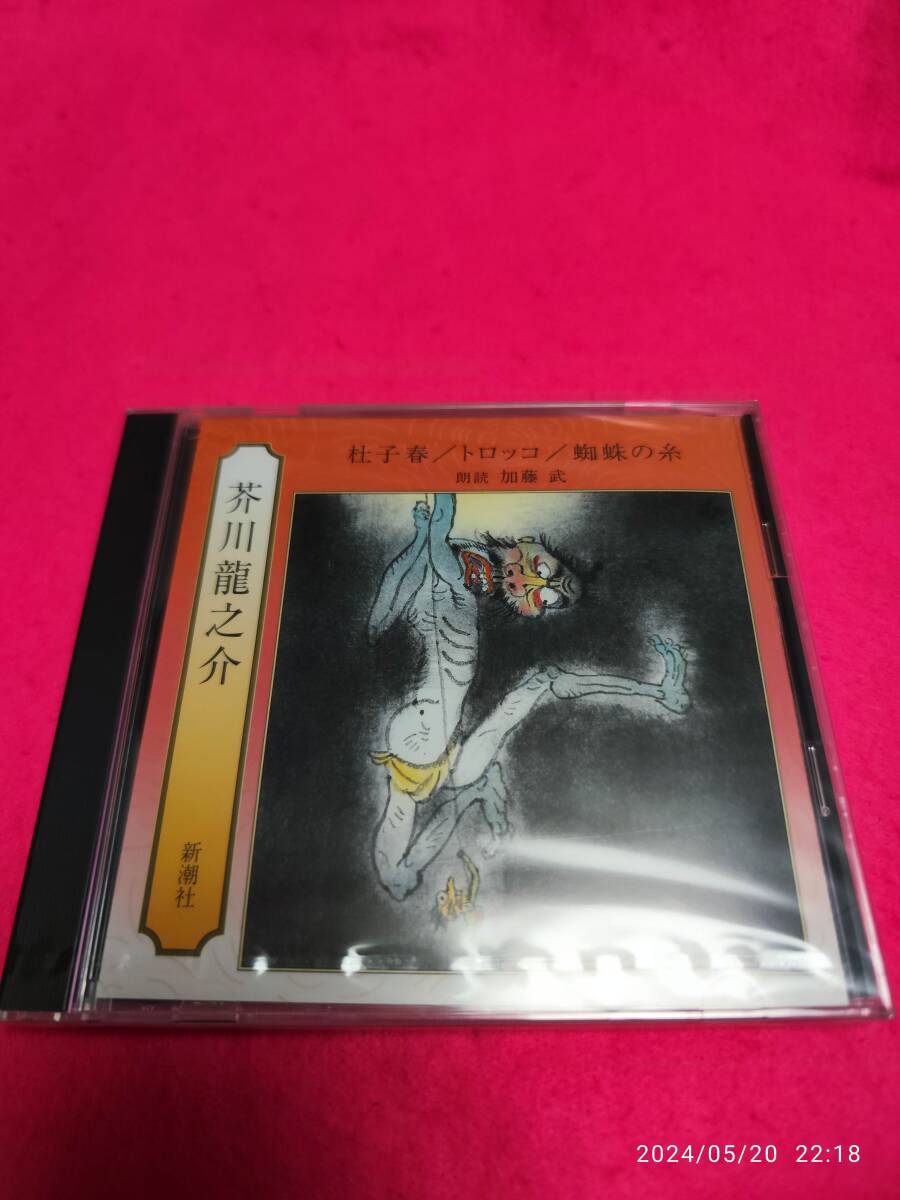 杜子春／トロッコ／蜘蛛の糸
朗読 加藤 武
芥川龍之介
新潮社
2024/05/20 22:18